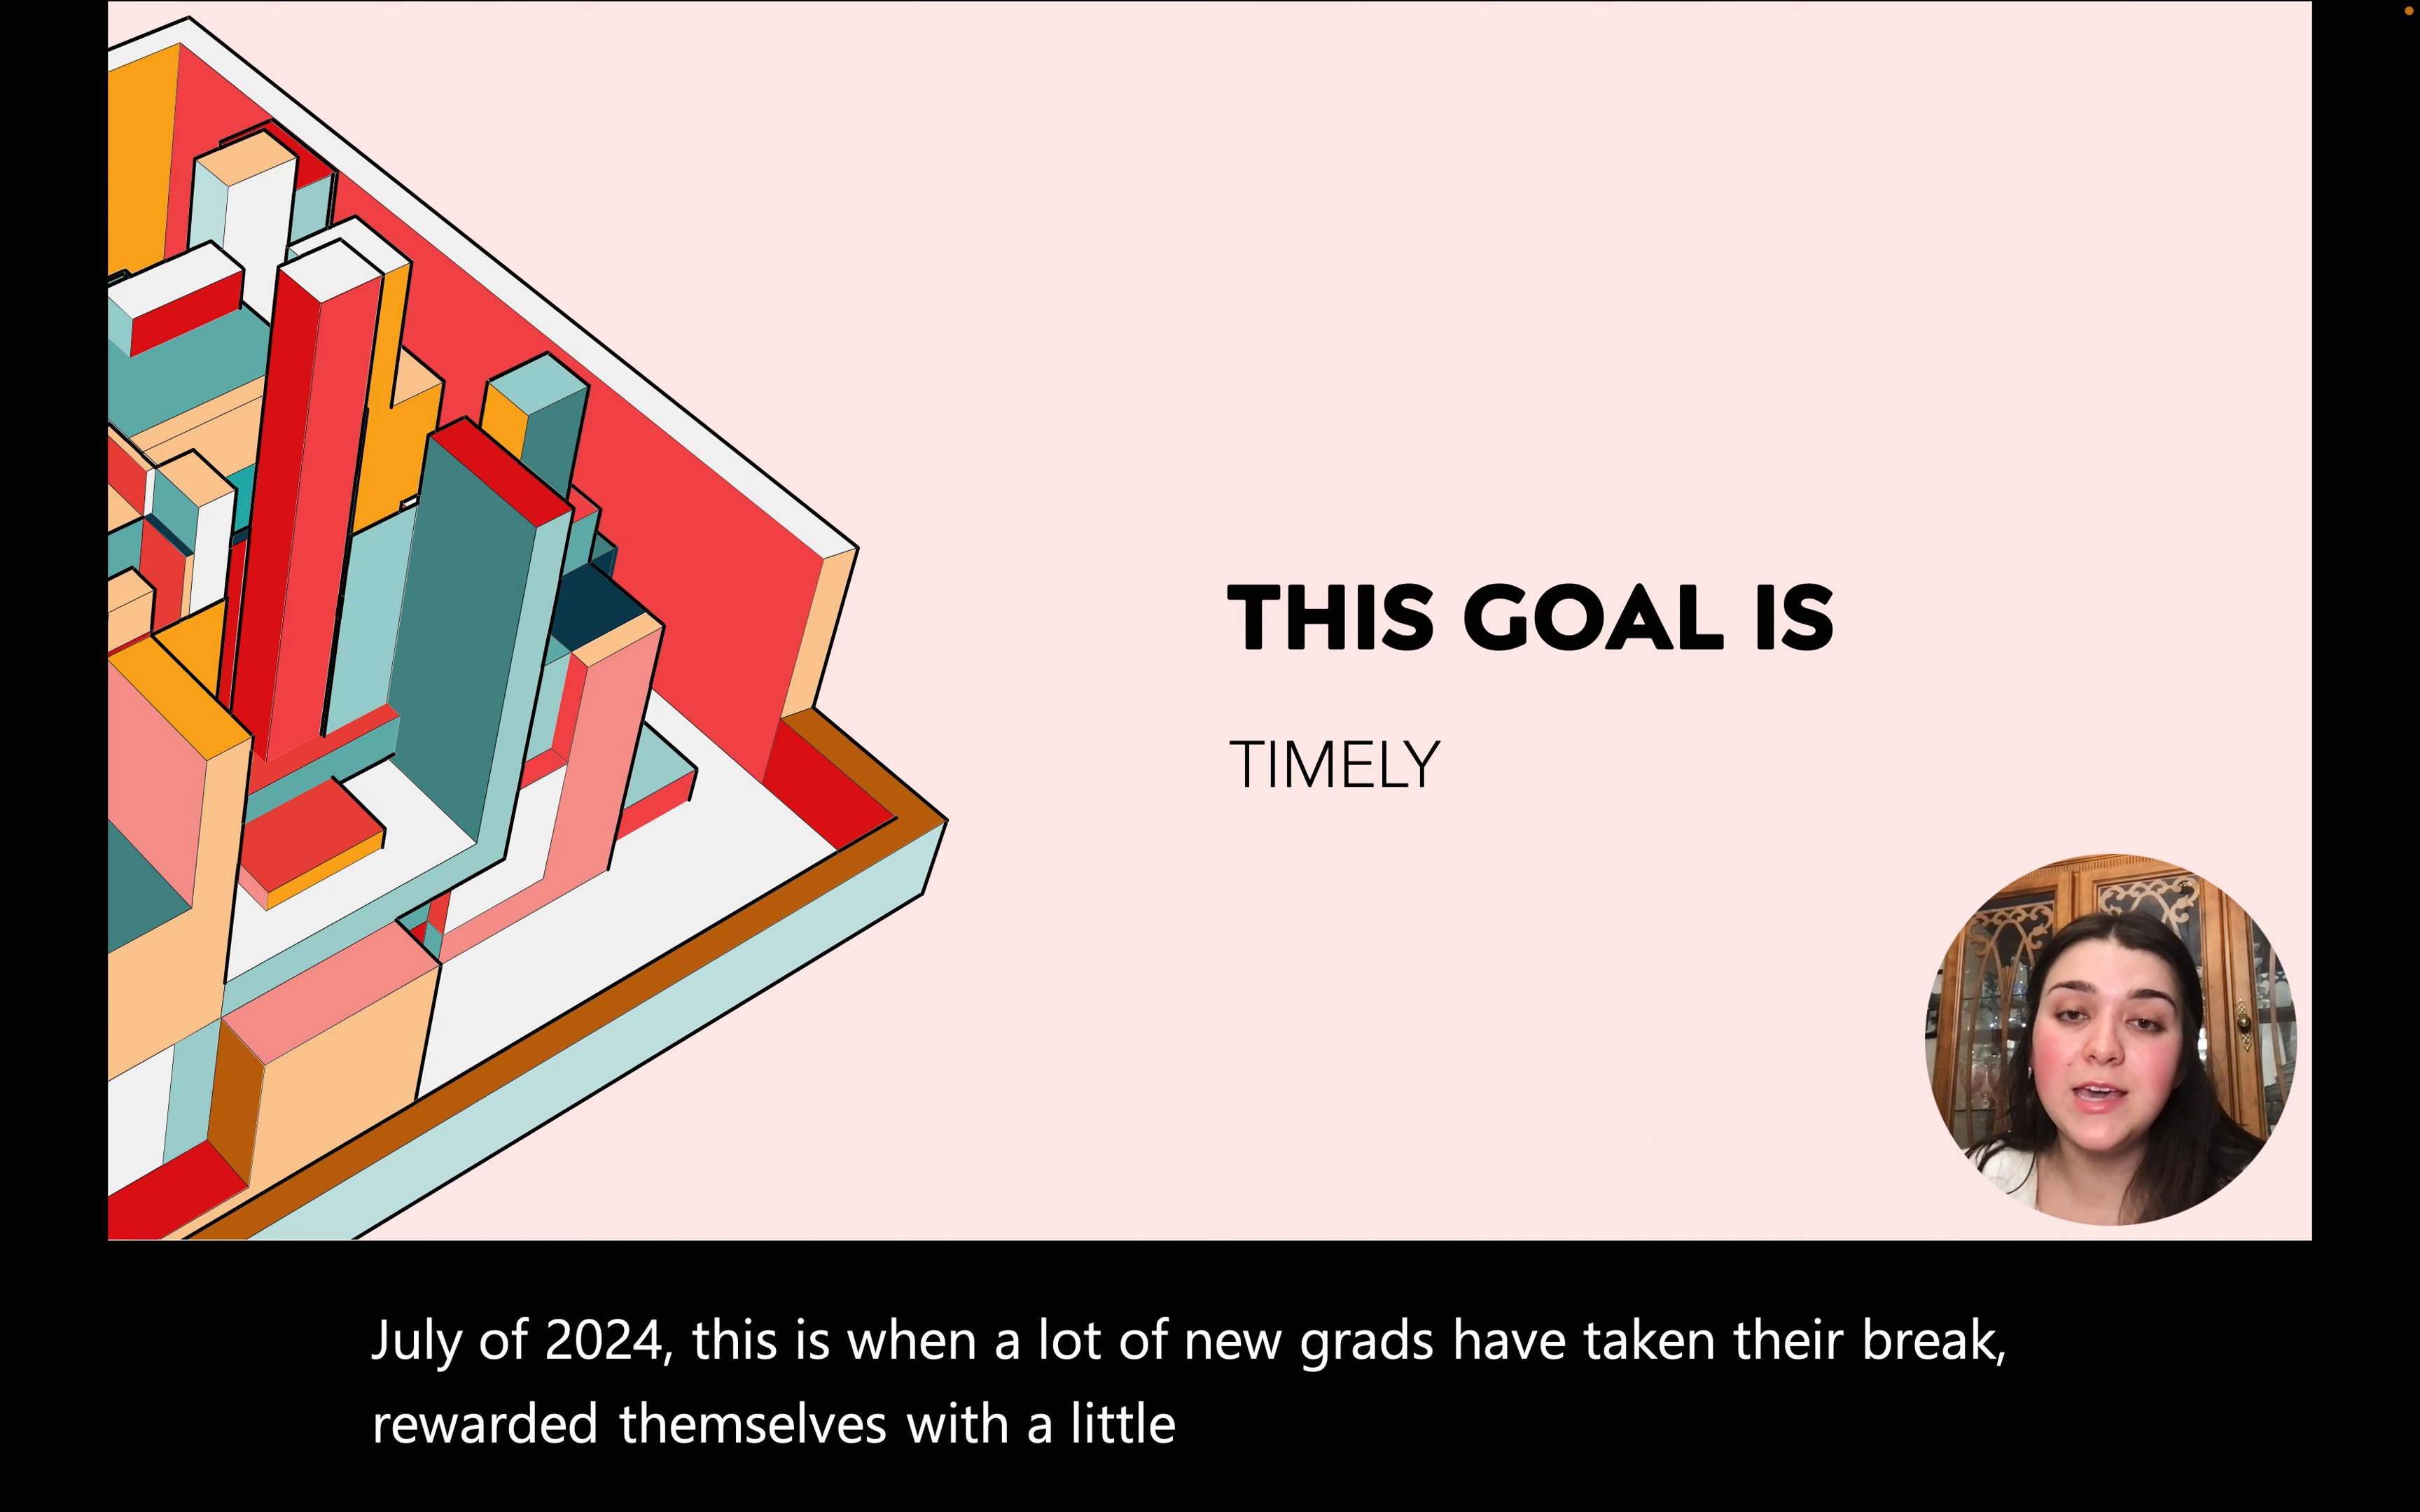 THIS GOAL IS
TIMELY
July of 2024, this is when a lot of new grads have taken their break,
rewarded themselves with a little